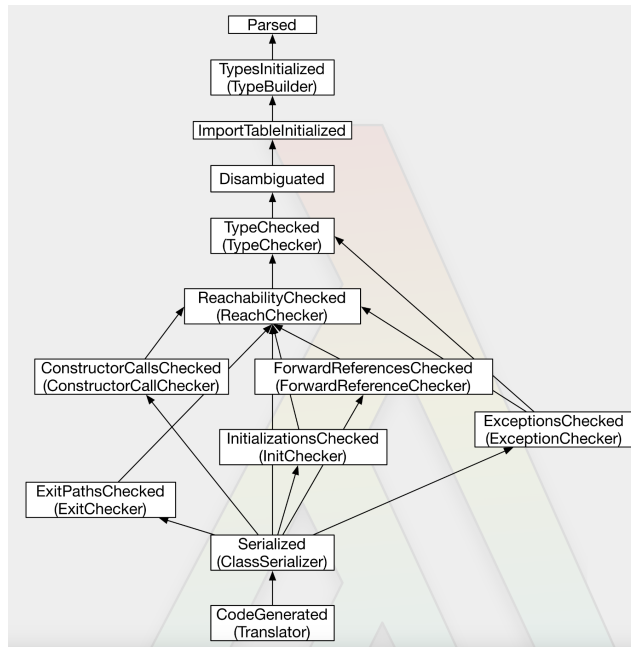 Parsed
TypesInitialized
(TypeBuilder)
ImportTableInitialized
Disambiguated
TypeChecked
(TypeChecker)
ReachabilityChecked
(ReachChecker)
ConstructorCallsChecked
(ConstructorCallChecker)
ForwardReferencesChecked
(ForwardReferenceChecker)
ExceptionsChecked
(ExceptionChecker)
InitializationsChecked
(InitChecker)
ExitPathsChecked
(ExitChecker)
Serialized
(ClassSerializer)
CodeGenerated
(Translator)